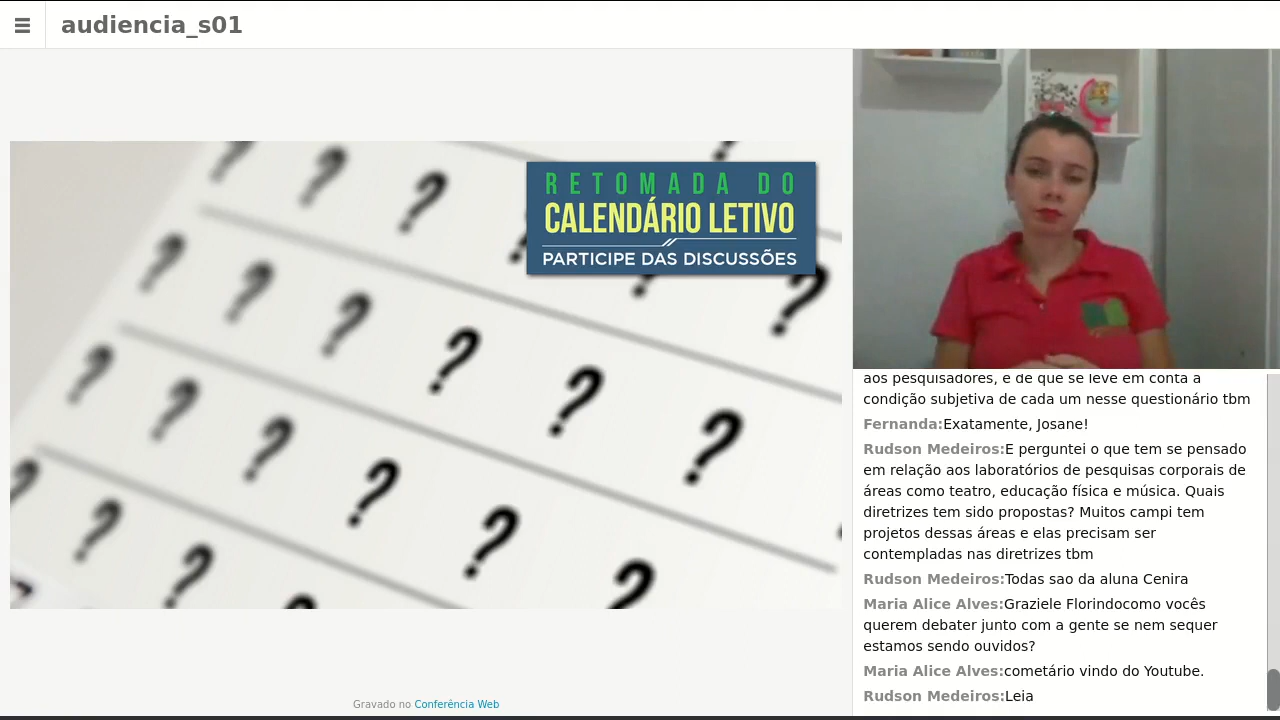 audiencia_s01
RETOMADA DO
CALENDÁRIO LETIVO
PARTICIPE DAS DISCUSSÕES
? ? ? ?
? ? ? ? ? ?
? ? ? ? ? ?
? ? ? ? ?
Gravado no Conferência Web
aos pesquisadores, e de que se leve em conta a
condição subjetiva de cada um nesse questionário tbm
Fernanda:Exatamente, Josane!
Rudson Medeiros:E perguntei o que tem se pensado
em relação aos laboratórios de pesquisas corporais de
áreas como teatro, educação física e música. Quais
diretrizes tem sido propostas? Muitos campi tem
projetos dessas áreas e elas precisam ser
contempladas nas diretrizes tbm
Rudson Medeiros:Todas sao da aluna Cenira
Maria Alice Alves:Graziele Florindocomo vocês
querem debater junto com a gente se nem sequer
estamos sendo ouvidos?
Maria Alice Alves:cometário vindo do Youtube.
Rudson Medeiros:Leia